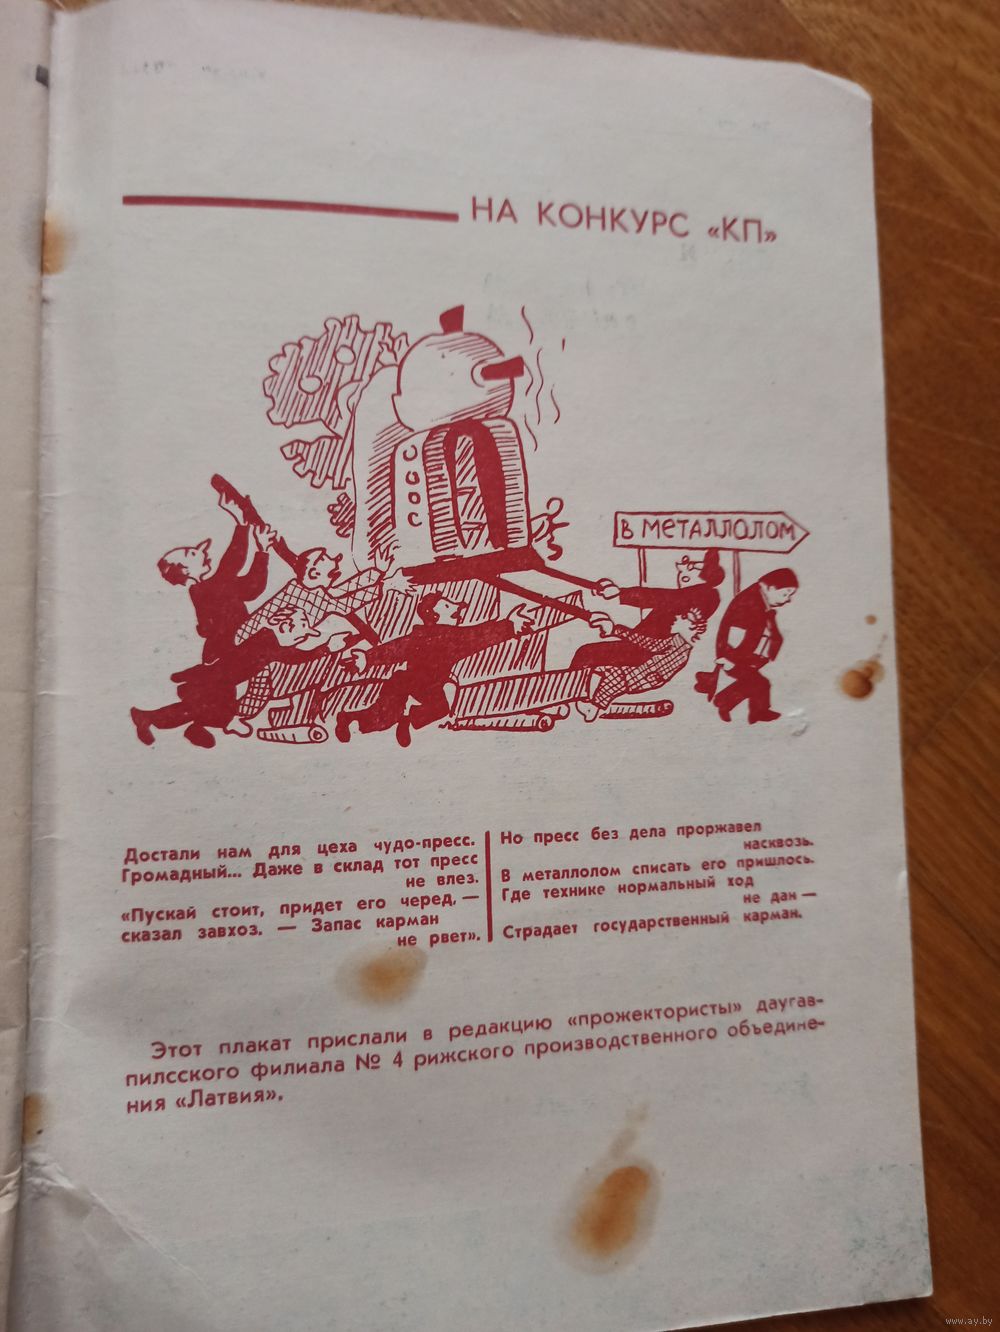 НА КОНКУРС «КП»
В МЕТАЛЛОЛОМ
Достали нам для цеха чудо-пресс.
Громадный... Даже в склад тот пресс
не влез.
«Пускай стоит, придет его черед, —
сказал завхоз. — Запас карман
не рвет».
Но пресс без дела проржавел
насквозь.
В металлолом списать его пришлось.
Где технике нормальный ход
не дан —
Страдает государственный карман.
Этот плакат прислали в редакцию «прожектористы» даугав-
пилсского филиала № 4 рижского производственного объедине-
ния «Латвия».
www.ay.by